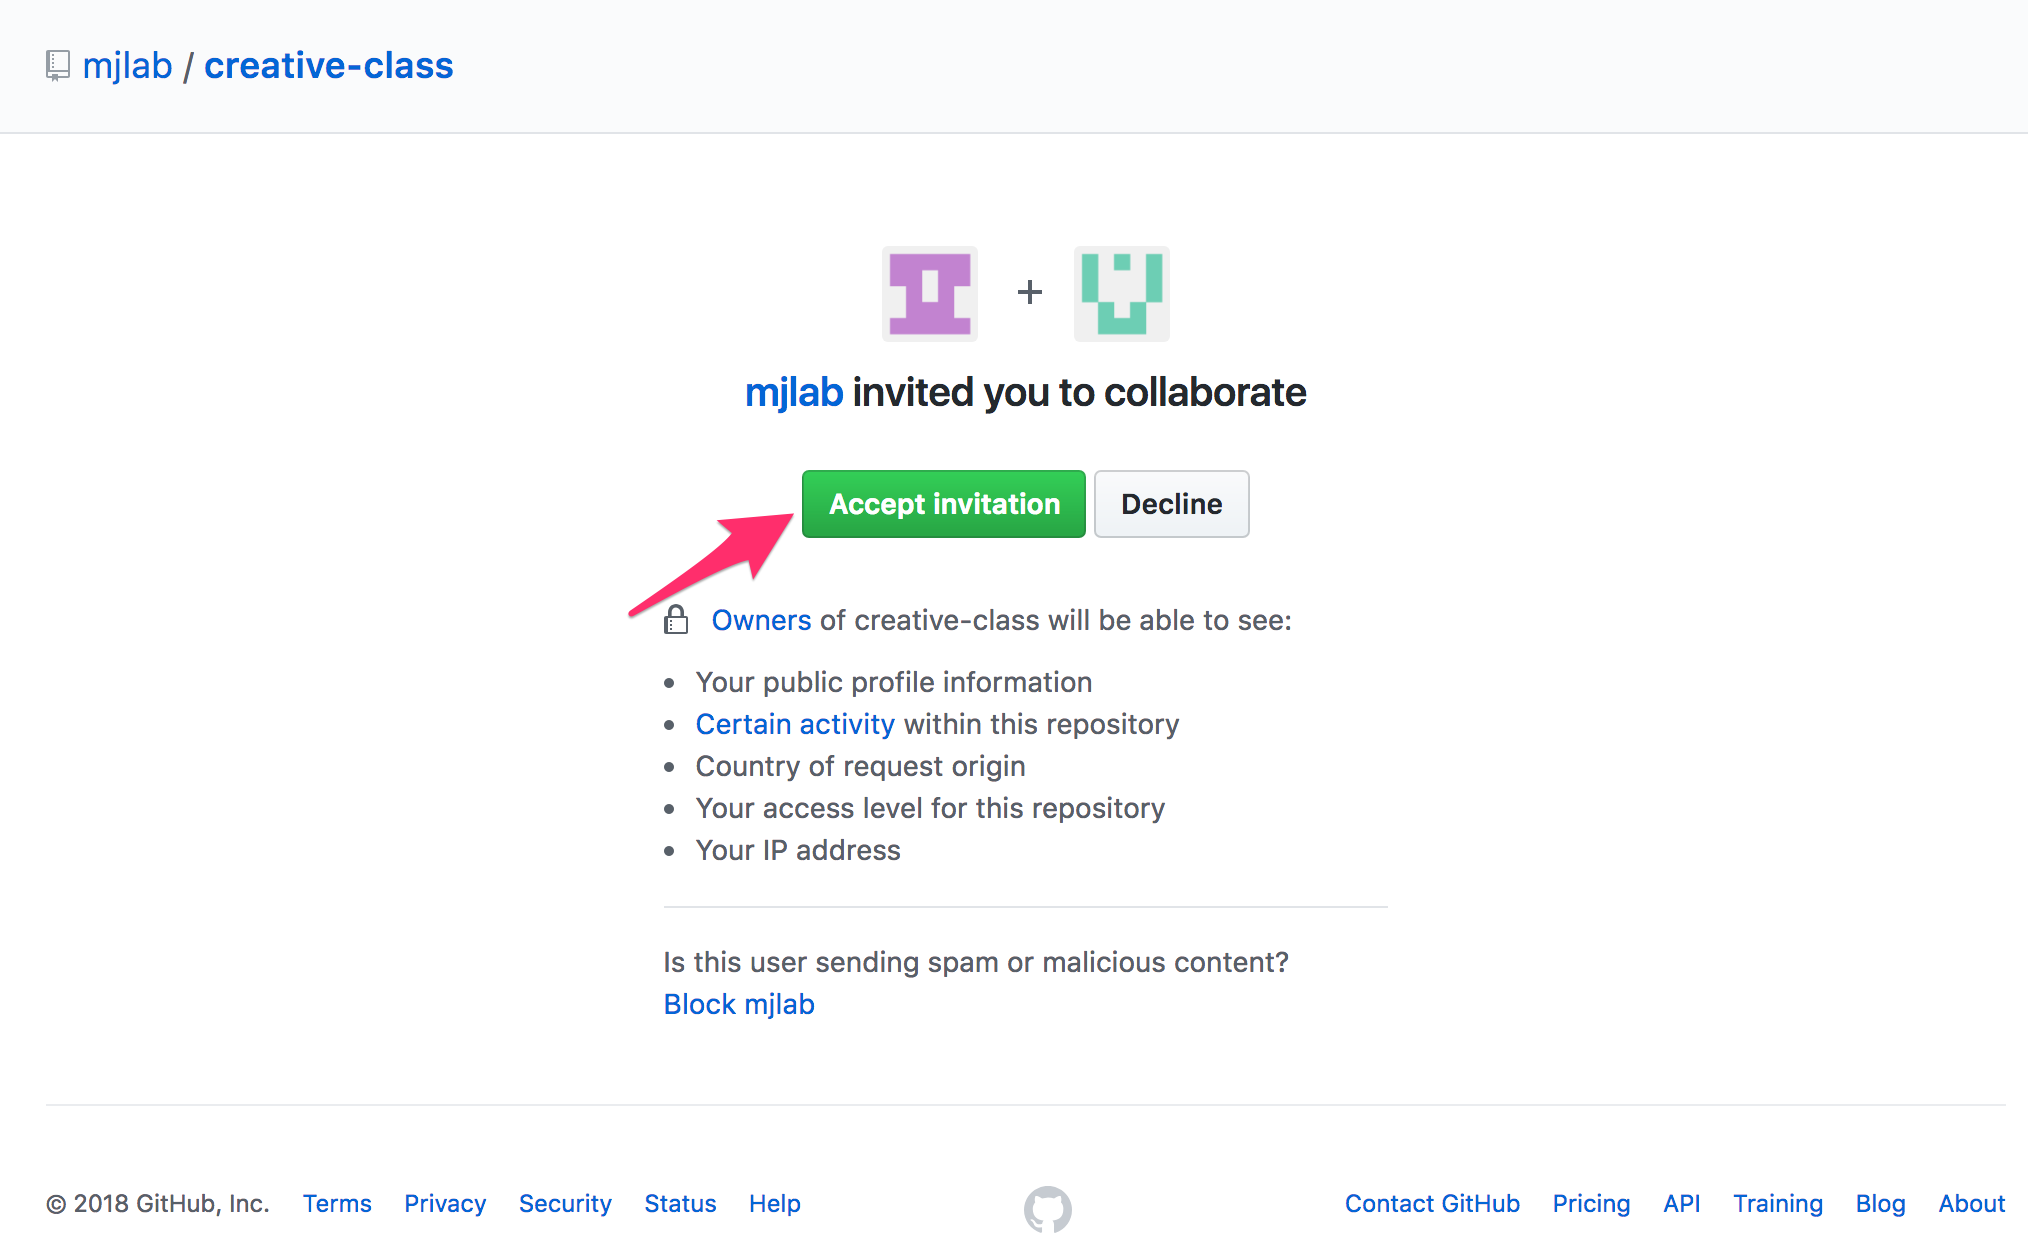 mjlab / creative-class
+
mjlab invited you to collaborate
Accept invitation
Decline
Owners of creative-class will be able to see:
• Your public profile information
• Certain activity within this repository
• Country of request origin
• Your access level for this repository
• Your IP address
Is this user sending spam or malicious content?
Block mjlab
© 2018 GitHub, Inc. Terms Privacy Security Status Help Contact GitHub Pricing API Training Blog About